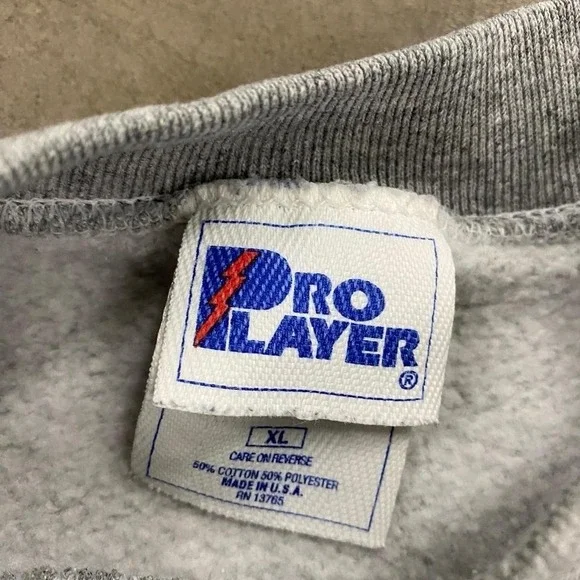 PRO
PLAYER
®
XL
CARE ON REVERSE
50% COTTON 50% POLYESTER
MADE IN U.S.A.
RN 13765